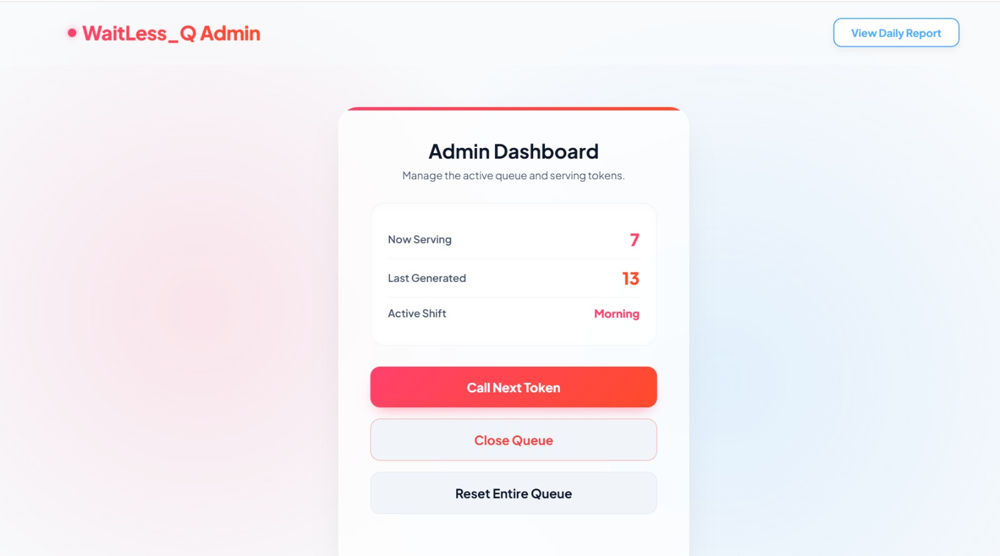 WaitLess_Q Admin
View Daily Report
Admin Dashboard
Manage the active queue and serving tokens.
Now Serving 7
Last Generated 13
Active Shift Morning
Call Next Token
Close Queue
Reset Entire Queue